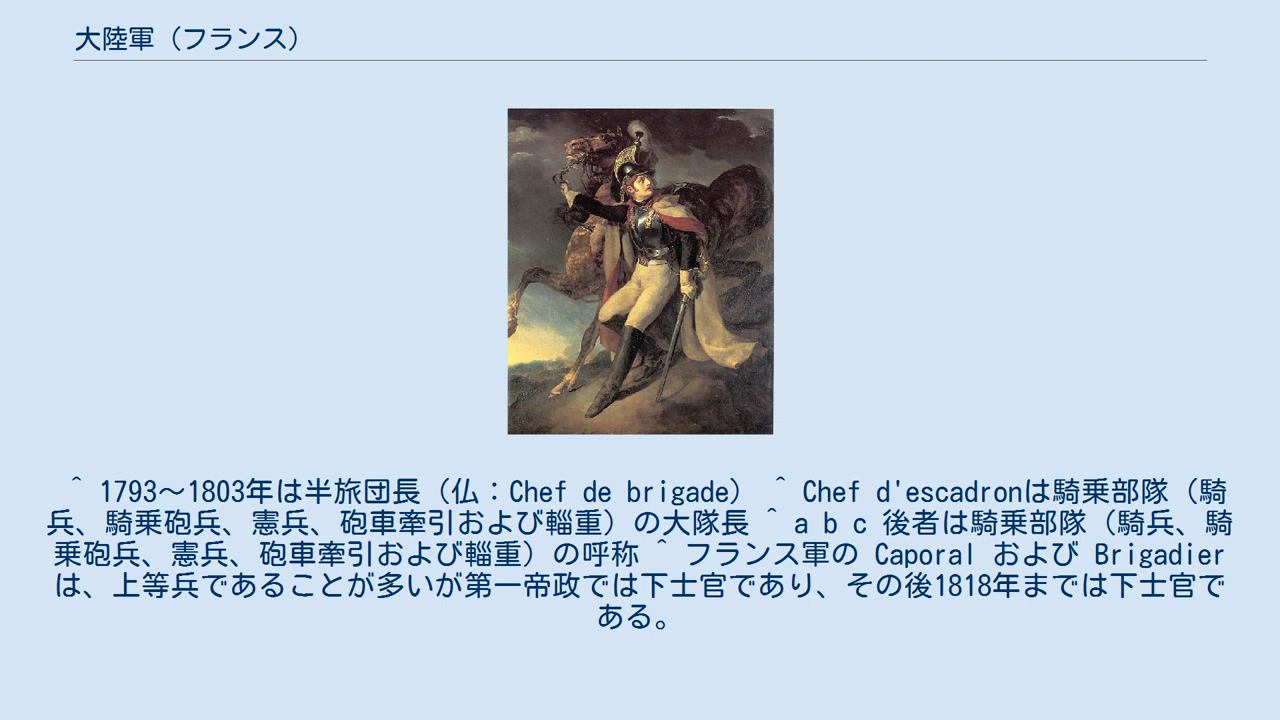 大陸軍（フランス）
^ 1793〜1803年は半旅団長（仏：Chef de brigade） ^ Chef d'escadronは騎乗部隊（騎
兵、騎乗砲兵、憲兵、砲車牽引および輜重）の大隊長 ^ a b c 後者は騎乗部隊（騎兵、騎
乗砲兵、憲兵、砲車牽引および輜重）の呼称 ^ フランス軍の Caporal および Brigadier
は、上等兵であることが多いが第一帝政では下士官であり、その後1818年までは下士官で
ある。